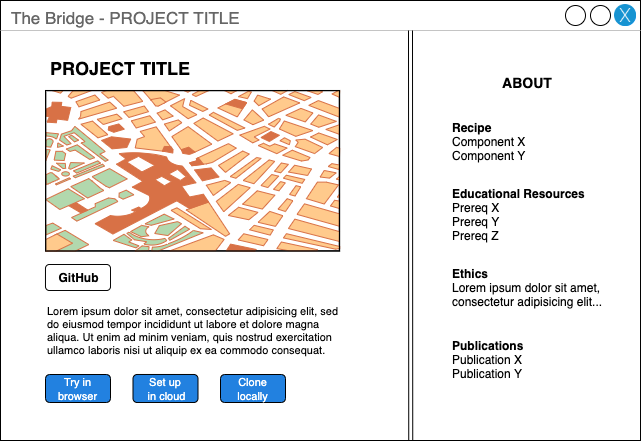 The Bridge - PROJECT TITLE
X
PROJECT TITLE
GitHub
Lorem ipsum dolor sit amet, consectetur adipisicing elit, sed
do eiusmod tempor incididunt ut labore et dolore magna
aliqua. Ut enim ad minim veniam, quis nostrud exercitation
ullamco laboris nisi ut aliquip ex ea commodo consequat.
Try in
browser
Set up
in cloud
Clone
locally
ABOUT
Recipe
Component X
Component Y
Educational Resources
Prereq X
Prereq Y
Prereq Z
Ethics
Lorem ipsum dolor sit amet,
consectetur adipisicing elit...
Publications
Publication X
Publication Y